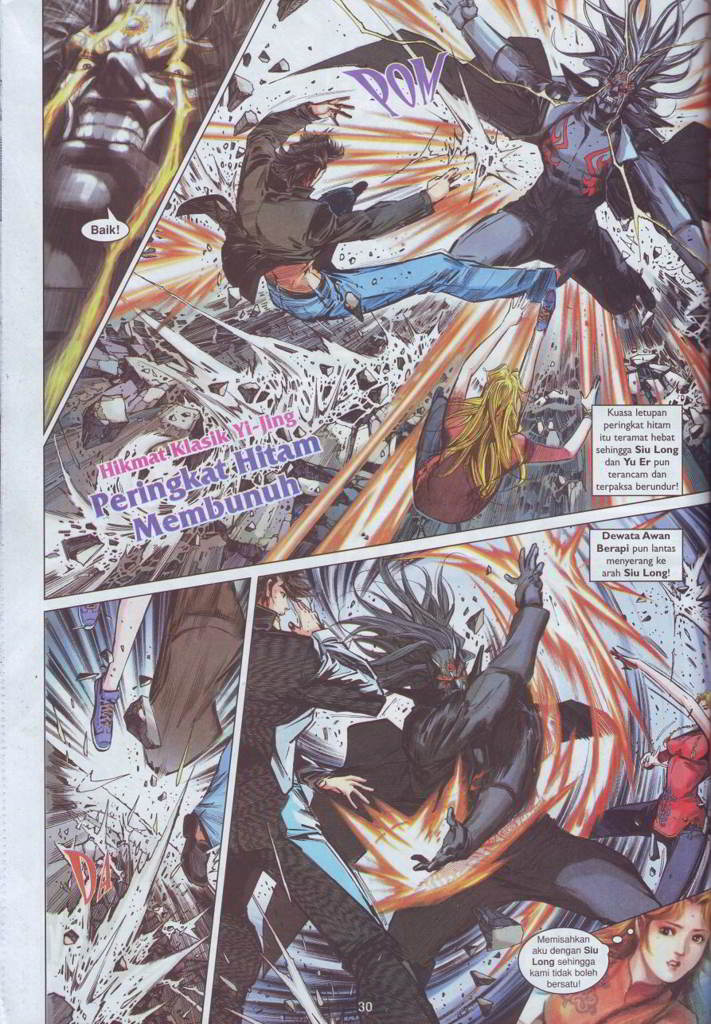 Baik!
POM
Hikmat Klasik Yi-Jing
Peringkat Hitam
Membunuh
Kuasa letupan
peringkat hitam
itu teramat hebat
sehingga Siu Long
dan Yu Er pun
terancam dan
terpaksa berundur!
Dewata Awan
Berapi pun lantas
menyerang ke
arah Siu Long!
Memisahkan
aku dengan Siu
Long sehingga
kami tidak boleh
bersatu!
30